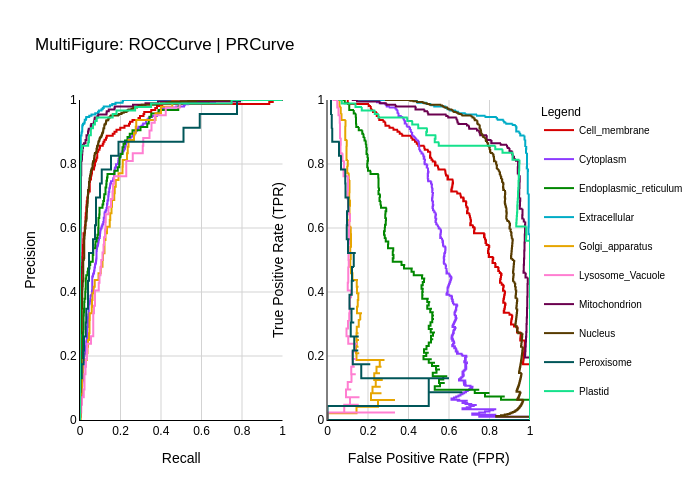 MultiFigure: ROCCurve | PRCurve
Precision
1
0.8
0.6
0.4
0.2
0
0 0.2 0.4 0.6 0.8 1
Recall
True Positive Rate (TPR)
1
0.8
0.6
0.4
0.2
0
0 0.2 0.4 0.6 0.8 1
False Positive Rate (FPR)
Legend
Cell_membrane
Cytoplasm
Endoplasmic_reticulum
Extracellular
Golgi_apparatus
Lysosome_Vacuole
Mitochondrion
Nucleus
Peroxisome
Plastid